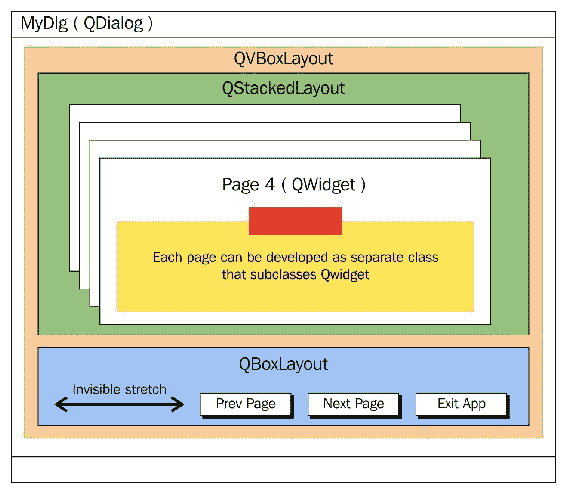 MyDlg ( QDialog )
QVBoxLayout
QStackedLayout
Page 4 ( QWidget )
Each page can be developed as separate class
that subclasses Qwidget
QBoxLayout
Invisible stretch
Prev Page
Next Page
Exit App